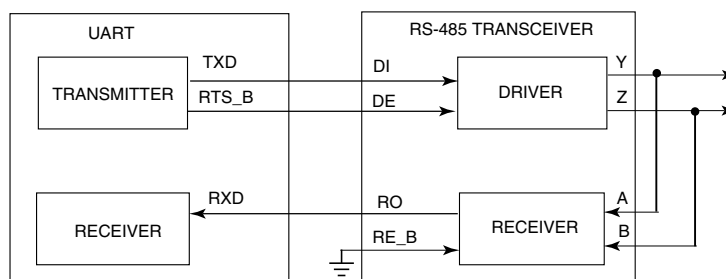 UART
RS-485 TRANSCEIVER
TXD
DI
Y
TRANSMITTER
DRIVER
RTS_B
DE
Z
RXD
RO
A
RECEIVER
RECEIVER
RE_B
B